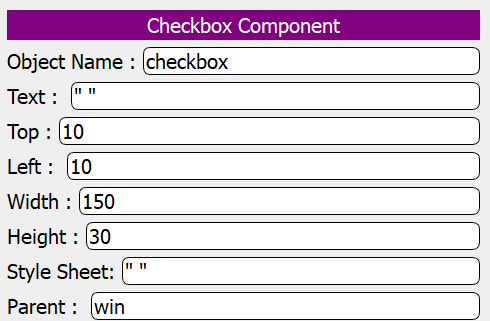 Checkbox Component
Object Name : checkbox
Text : " "
Top : 10
Left : 10
Width : 150
Height : 30
Style Sheet: " "
Parent : win